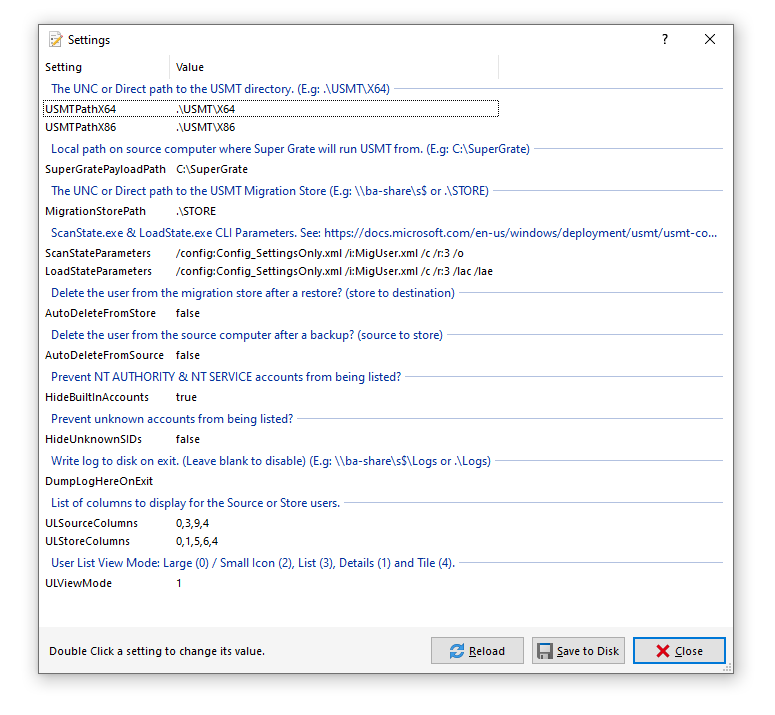 Settings
?
Setting Value
The UNC or Direct path to the USMT directory. (E.g: .\USMT\X64)
USMTPathX64 .\USMT\X64
USMTPathX86 .\USMT\X86
Local path on source computer where Super Grate will run USMT from. (E.g: C:\SuperGrate)
SuperGratePayloadPath C:\SuperGrate
The UNC or Direct path to the USMT Migration Store (E.g: \\ba-share\s$ or .\STORE)
MigrationStorePath .\STORE
ScanState.exe & LoadState.exe CLI Parameters. See: https://docs.microsoft.com/en-us/windows/deployment/usmt/usmt-co...
ScanStateParameters /config:Config_SettingsOnly.xml /i:MigUser.xml /c /r:3 /o
LoadStateParameters /config:Config_SettingsOnly.xml /i:MigUser.xml /c /r:3 /lac /lae
Delete the user from the migration store after a restore? (store to destination)
AutoDeleteFromStore false
Delete the user from the source computer after a backup? (source to store)
AutoDeleteFromSource false
Prevent NT AUTHORITY & NT SERVICE accounts from being listed?
HideBuiltInAccounts true
Prevent unknown accounts from being listed?
HideUnknownSIDs false
Write log to disk on exit. (Leave blank to disable) (E.g: \\ba-share\s$\Logs or .\Logs)
DumpLogHereOnExit
List of columns to display for the Source or Store users.
ULSourceColumns 0,3,9,4
ULStoreColumns 0,1,5,6,4
User List View Mode: Large (0) / Small Icon (2), List (3), Details (1) and Tile (4).
ULViewMode 1
Double Click a setting to change its value.
Reload
Save to Disk
Close